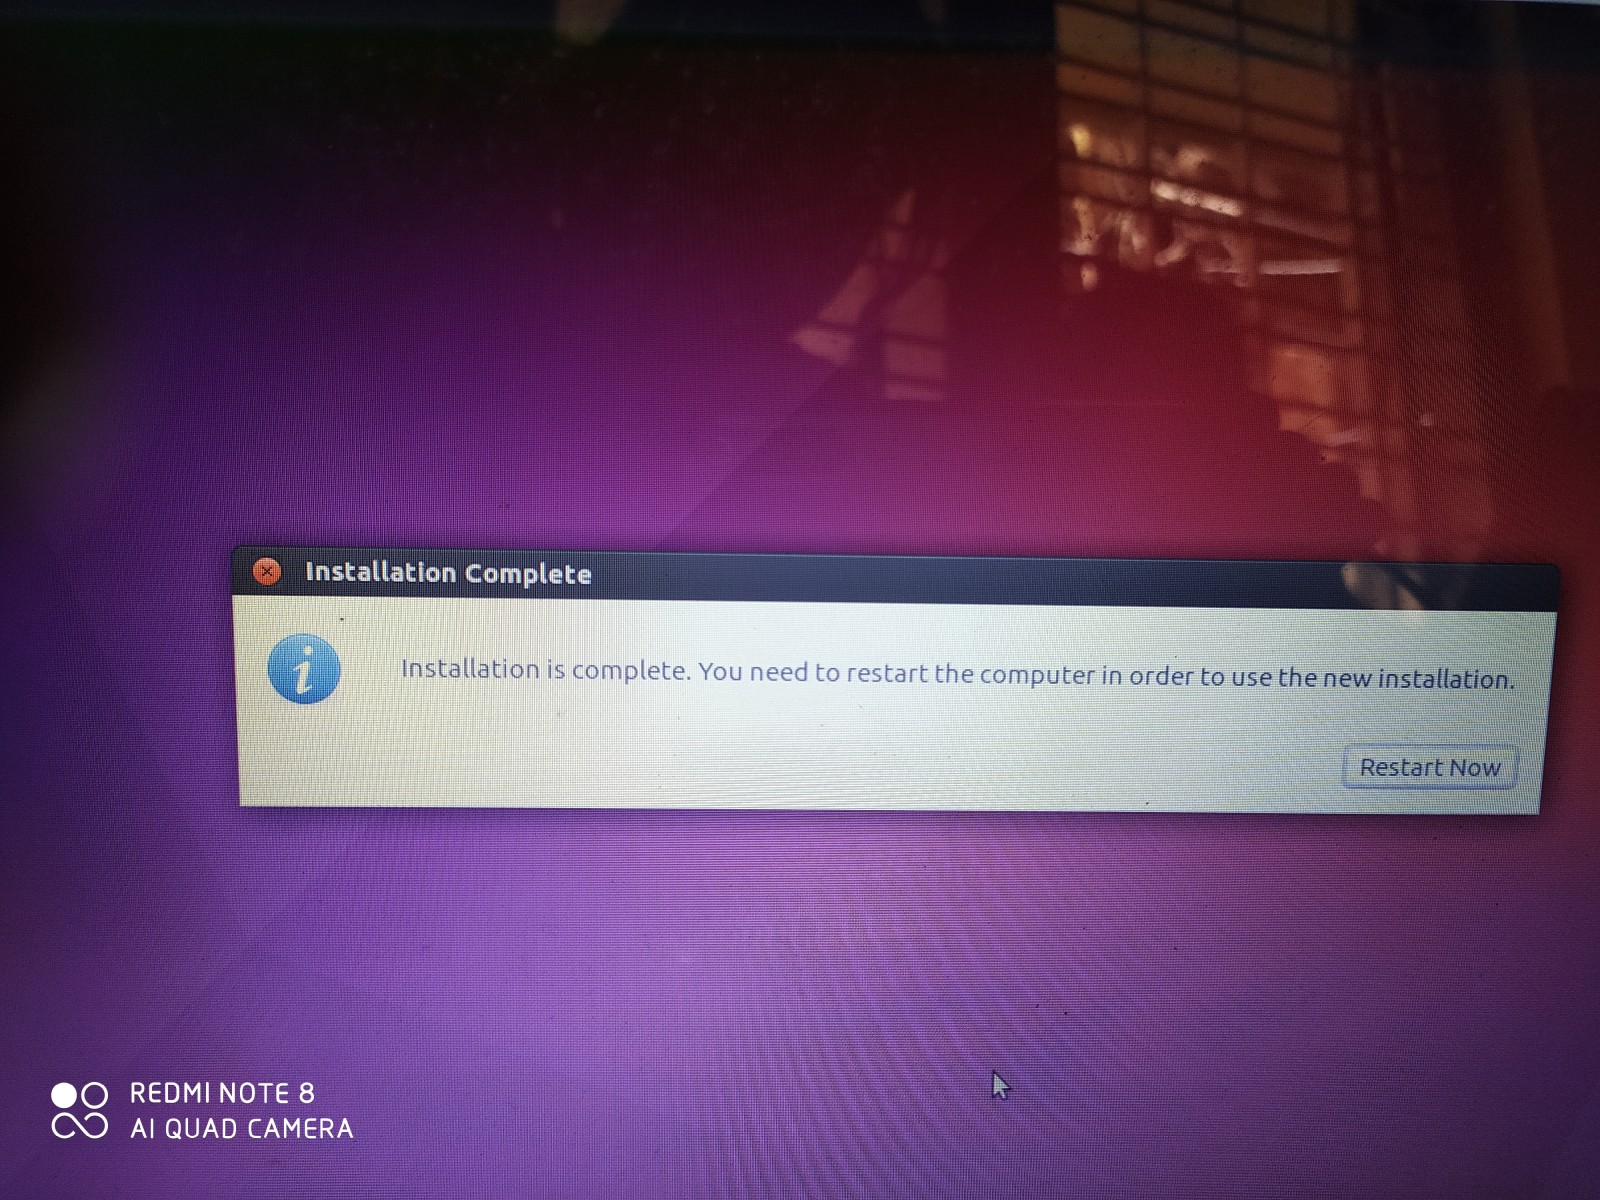 Installation Complete
Installation is complete. You need to restart the computer in order to use the new installation.
Restart Now
REDMI NOTE 8
AI QUAD CAMERA